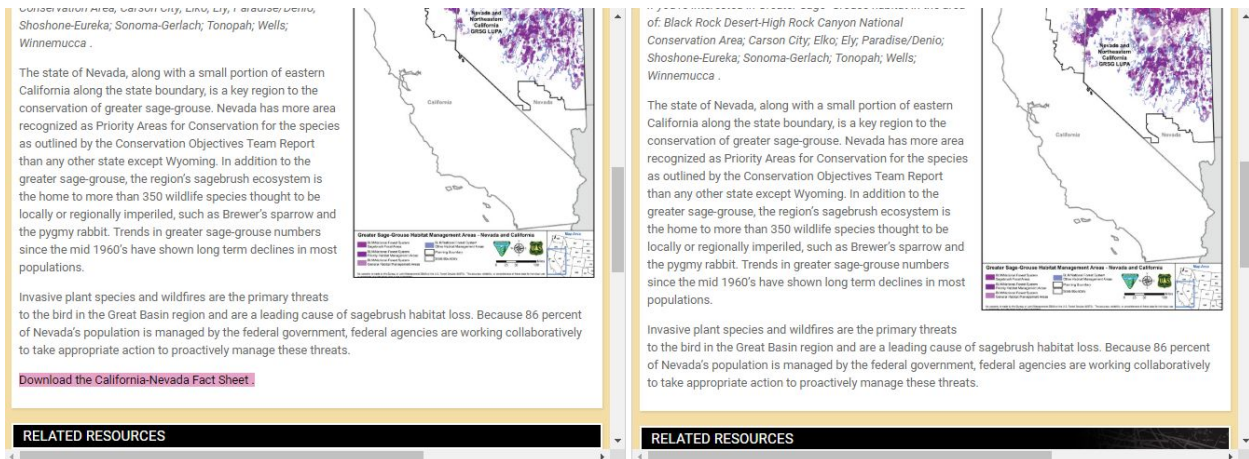 Conservation Area; Carson City; Elko; Ely; Paradise/Denio;
Shoshone-Eureka; Sonoma-Gerlach; Tonopah; Wells;
Winnemucca .
The state of Nevada, along with a small portion of eastern
California along the state boundary, is a key region to the
conservation of greater sage-grouse. Nevada has more area
recognized as Priority Areas for Conservation for the species
as outlined by the Conservation Objectives Team Report
than any other state except Wyoming. In addition to the
greater sage-grouse, the region's sagebrush ecosystem is
the home to more than 350 wildlife species thought to be
locally or regionally imperiled, such as Brewer's sparrow and
the pygmy rabbit. Trends in greater sage-grouse numbers
since the mid 1960's have shown long term declines in most
populations.
Nevada and
Northeastern
California
GRSG LUPA
California
Nevada
Greater Sage-Grouse Habitat Management Areas - Nevada and California
Invasive plant species and wildfires are the primary threats
to the bird in the Great Basin region and are a leading cause of sagebrush habitat loss. Because 86 percent
of Nevada's population is managed by the federal government, federal agencies are working collaboratively
to take appropriate action to proactively manage these threats.
Download the California-Nevada Fact Sheet .
RELATED RESOURCES
of: Black Rock Desert-High Rock Canyon National
Conservation Area; Carson City; Elko; Ely; Paradise/Denio;
Shoshone-Eureka; Sonoma-Gerlach; Tonopah; Wells;
Winnemucca .
The state of Nevada, along with a small portion of eastern
California along the state boundary, is a key region to the
conservation of greater sage-grouse. Nevada has more area
recognized as Priority Areas for Conservation for the species
as outlined by the Conservation Objectives Team Report
than any other state except Wyoming. In addition to the
greater sage-grouse, the region's sagebrush ecosystem is
the home to more than 350 wildlife species thought to be
locally or regionally imperiled, such as Brewer's sparrow and
the pygmy rabbit. Trends in greater sage-grouse numbers
since the mid 1960's have shown long term declines in most
populations.
Nevada and
Northeastern
California
GRSG LUPA
California
Nevada
Greater Sage-Grouse Habitat Management Areas - Nevada and California
Invasive plant species and wildfires are the primary threats
to the bird in the Great Basin region and are a leading cause of sagebrush habitat loss. Because 86 percent
of Nevada's population is managed by the federal government, federal agencies are working collaboratively
to take appropriate action to proactively manage these threats.
RELATED RESOURCES